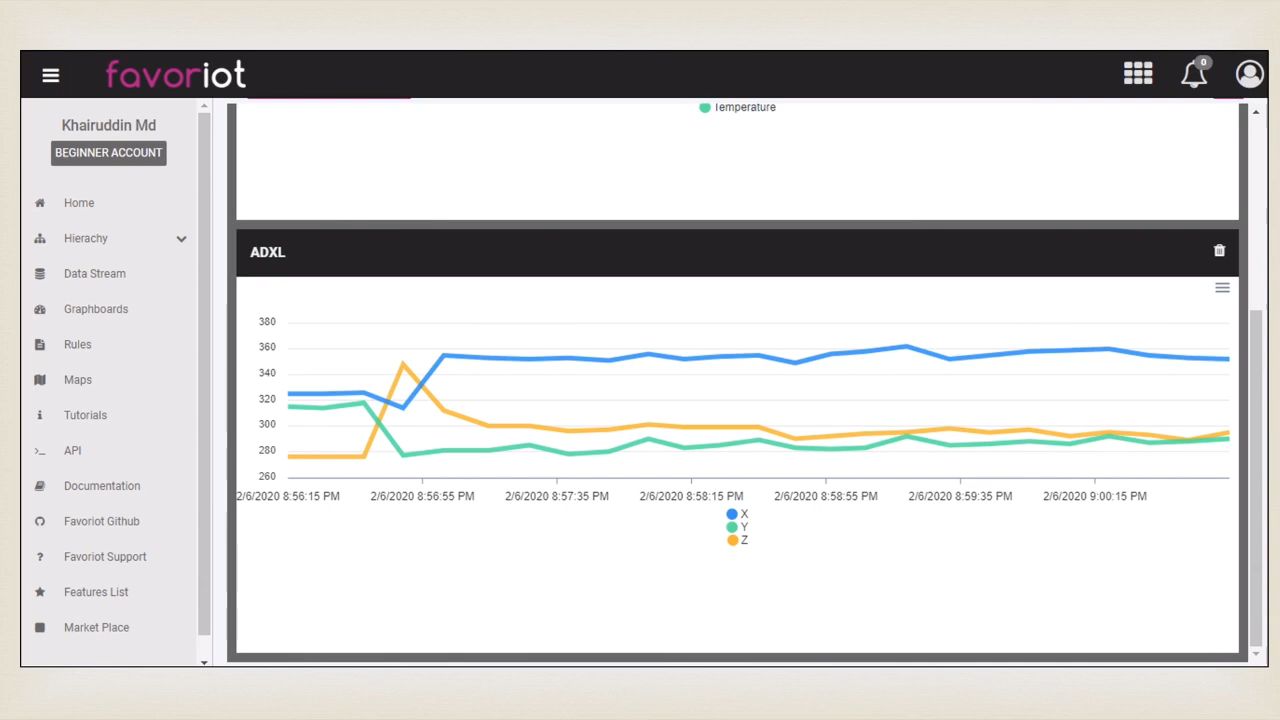 favoriot
0
Khairuddin Md
BEGINNER ACCOUNT
Home
Hierachy
Data Stream
Graphboards
Rules
Maps
Tutorials
>_ API
Documentation
Favoriot Github
? Favoriot Support
Features List
Market Place
Temperature
ADXL
380
360
340
320
300
280
260
2/6/2020 8:56:15 PM 2/6/2020 8:56:55 PM 2/6/2020 8:57:35 PM 2/6/2020 8:58:15 PM 2/6/2020 8:58:55 PM 2/6/2020 8:59:35 PM 2/6/2020 9:00:15 PM
X
Y
Z